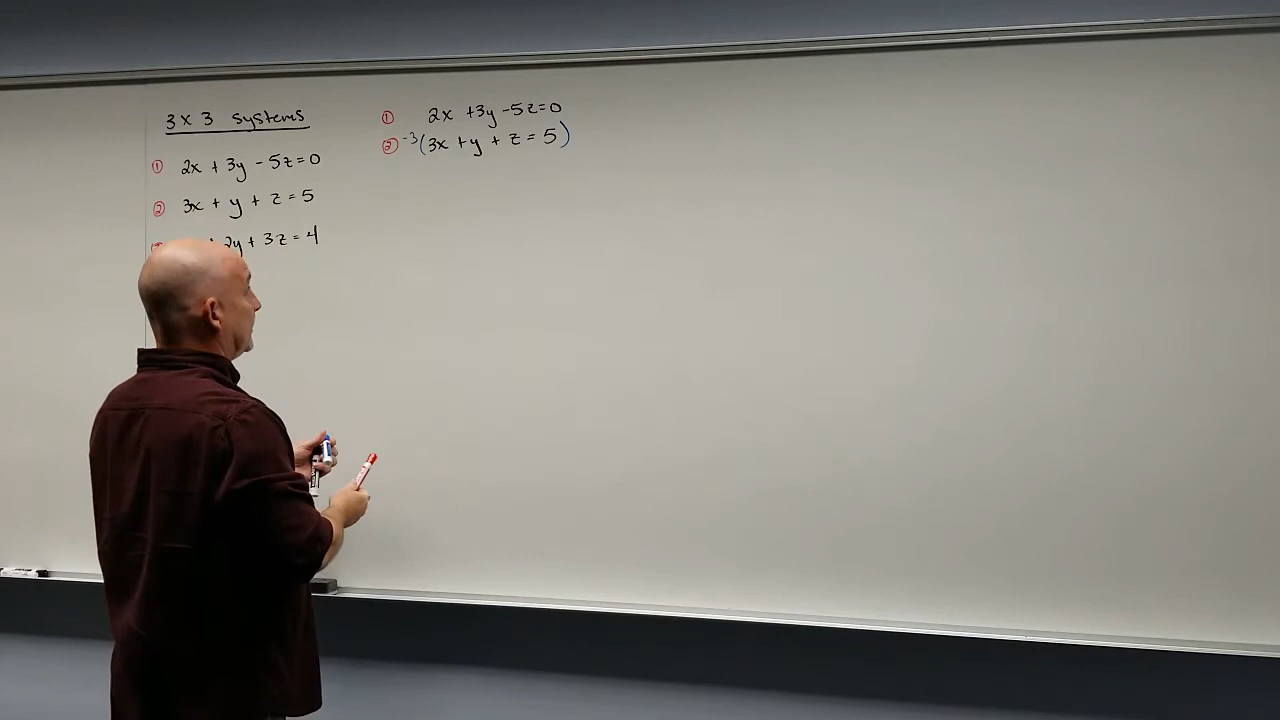 3 x 3 systems
① 2x + 3y - 5z = 0
② 3x + y + z = 5
2y + 3z = 4
① 2x + 3y - 5z = 0
② -3(3x + y + z = 5)